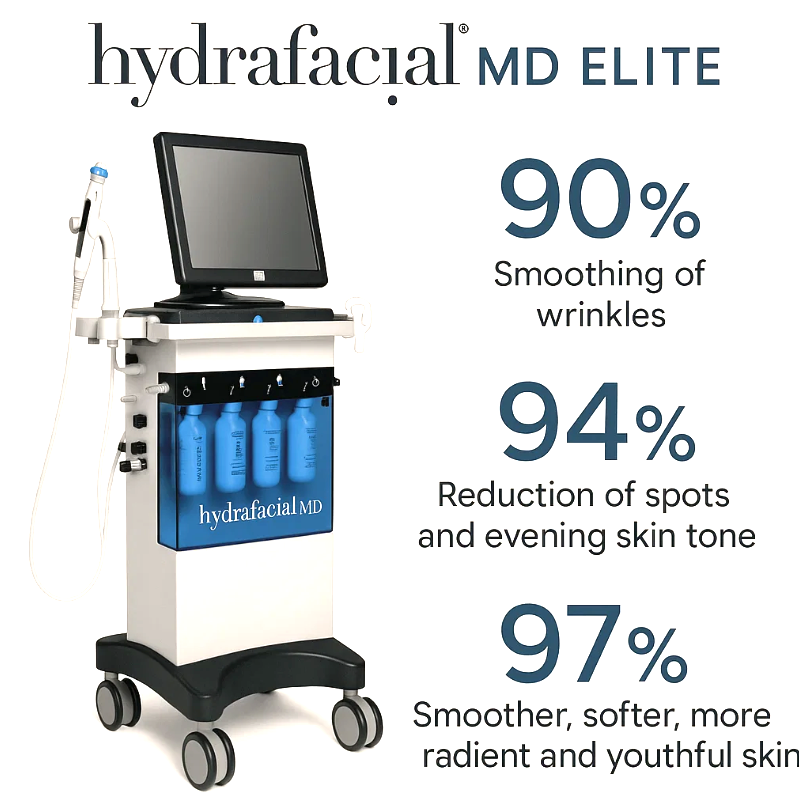 hydrafacial® MD ELITE
90%
Smoothing of
wrinkles
94%
Reduction of spots
and evening skin tone
97%
Smoother, softer, more
radient and youthful skin
hydrafacial MD